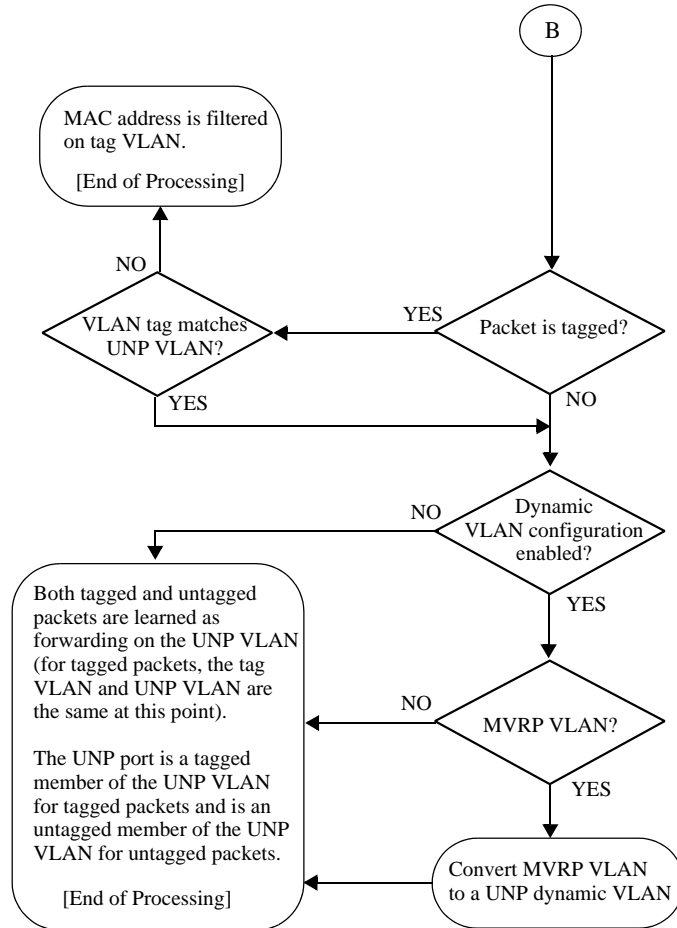 B
MAC address is filtered
on tag VLAN.
[End of Processing]
NO
YES
VLAN tag matches
UNP VLAN?
Packet is tagged?
YES
NO
NO
Dynamic
VLAN configuration
enabled?
YES
Both tagged and untagged
packets are learned as
forwarding on the UNP VLAN
(for tagged packets, the tag
VLAN and UNP VLAN are
the same at this point).
The UNP port is a tagged
member of the UNP VLAN
for tagged packets and is an
untagged member of the UNP
VLAN for untagged packets.
[End of Processing]
NO
MVRP VLAN?
YES
Convert MVRP VLAN
to a UNP dynamic VLAN